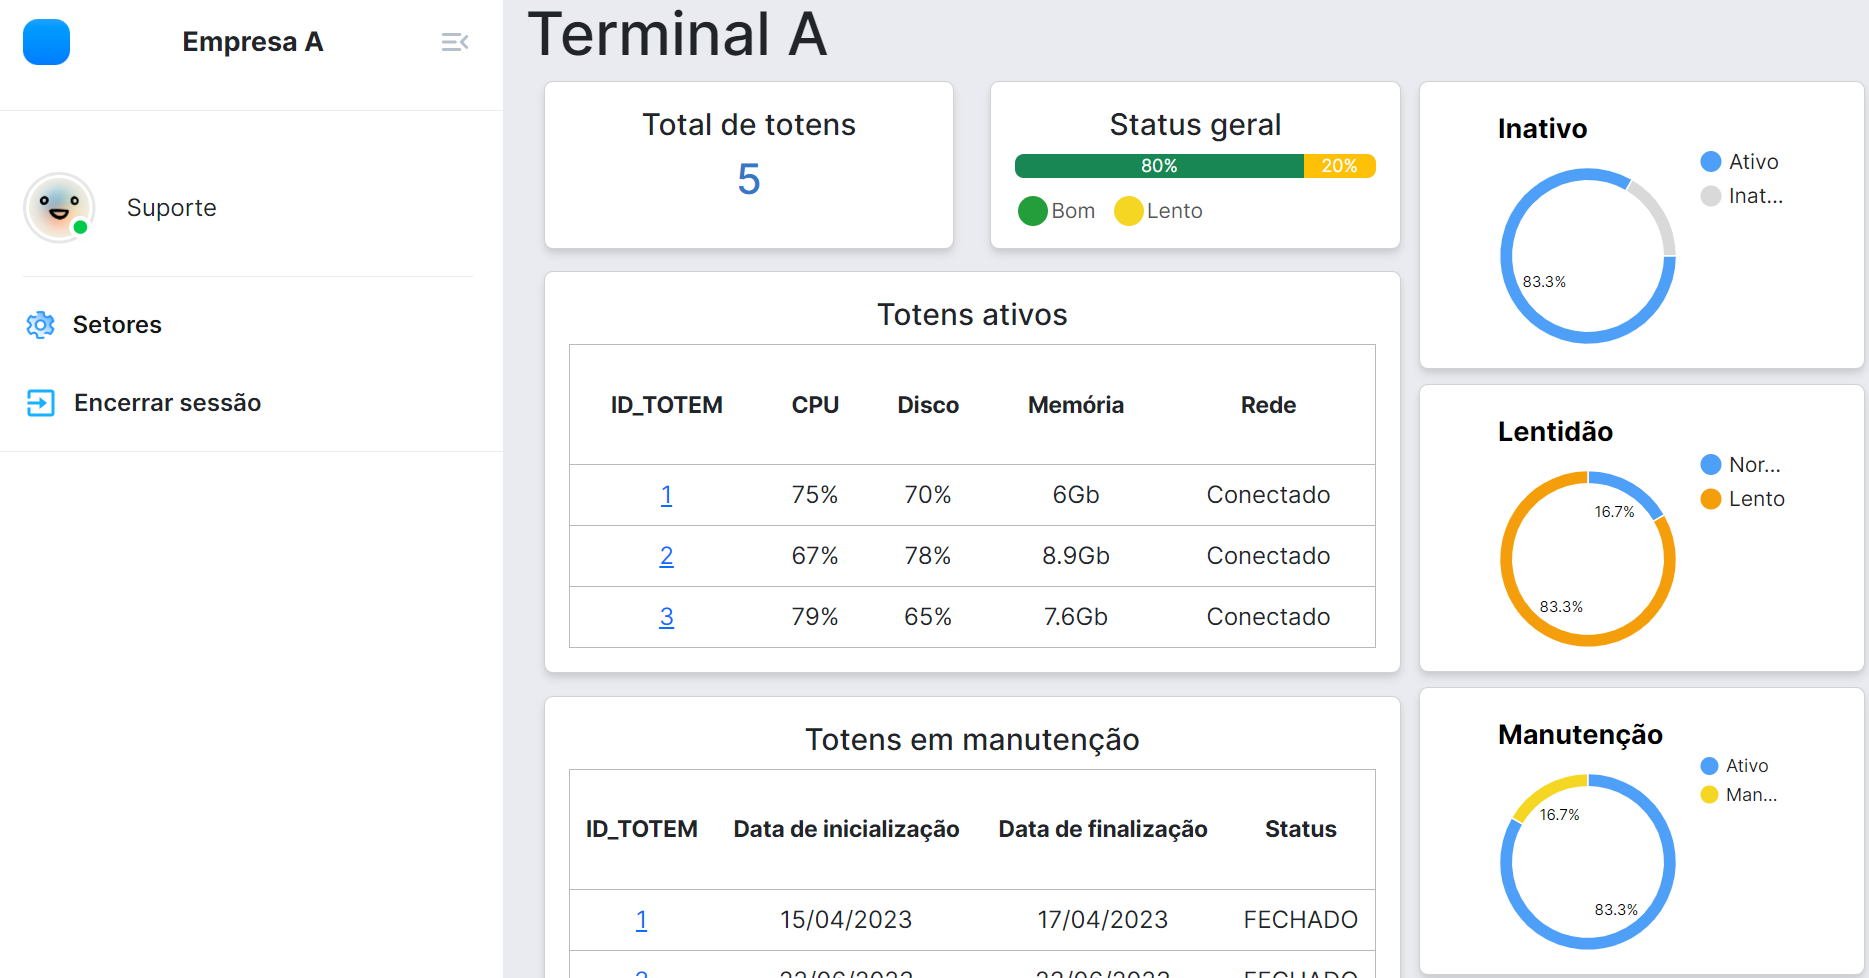 Empresa A
Suporte
Setores
Encerrar sessão
Terminal A
Total de totens
5
Status geral
80% 20%
Bom Lento
Totens ativos
ID_TOTEM CPU Disco Memória Rede
1 75% 70% 6Gb Conectado
2 67% 78% 8.9Gb Conectado
3 79% 65% 7.6Gb Conectado
Totens em manutenção
ID_TOTEM Data de inicialização Data de finalização Status
1 15/04/2023 17/04/2023 FECHADO
Inativo
Ativo
Inat...
83.3%
Lentidão
Nor...
Lento
16.7%
83.3%
Manutenção
Ativo
Man...
16.7%
83.3%